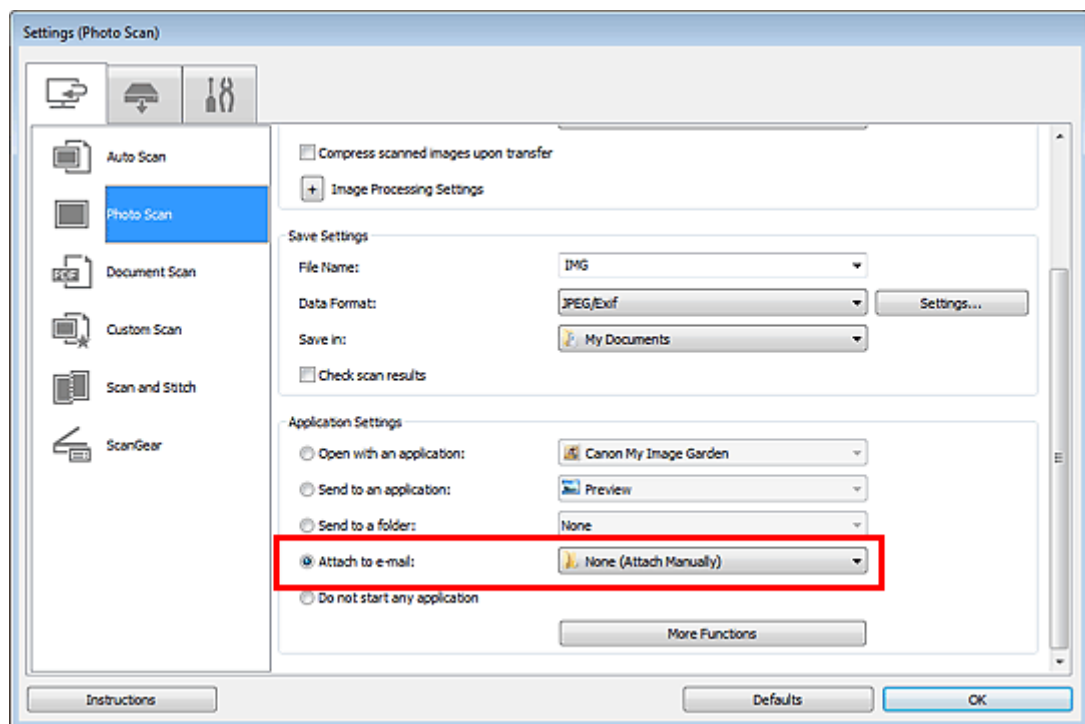 Settings (Photo Scan)
Auto Scan
Photo Scan
PDF
Document Scan
Custom Scan
Scan and Stitch
ScanGear
Compress scanned images upon transfer
+ Image Processing Settings
Save Settings
File Name: IMG
Data Format: JPEG/Exif Settings...
Save in: My Documents
Check scan results
Application Settings
Open with an application: Canon My Image Garden
Send to an application: Preview
Send to a folder: None
Attach to e-mail: None (Attach Manually)
Do not start any application
More Functions
Instructions Defaults OK